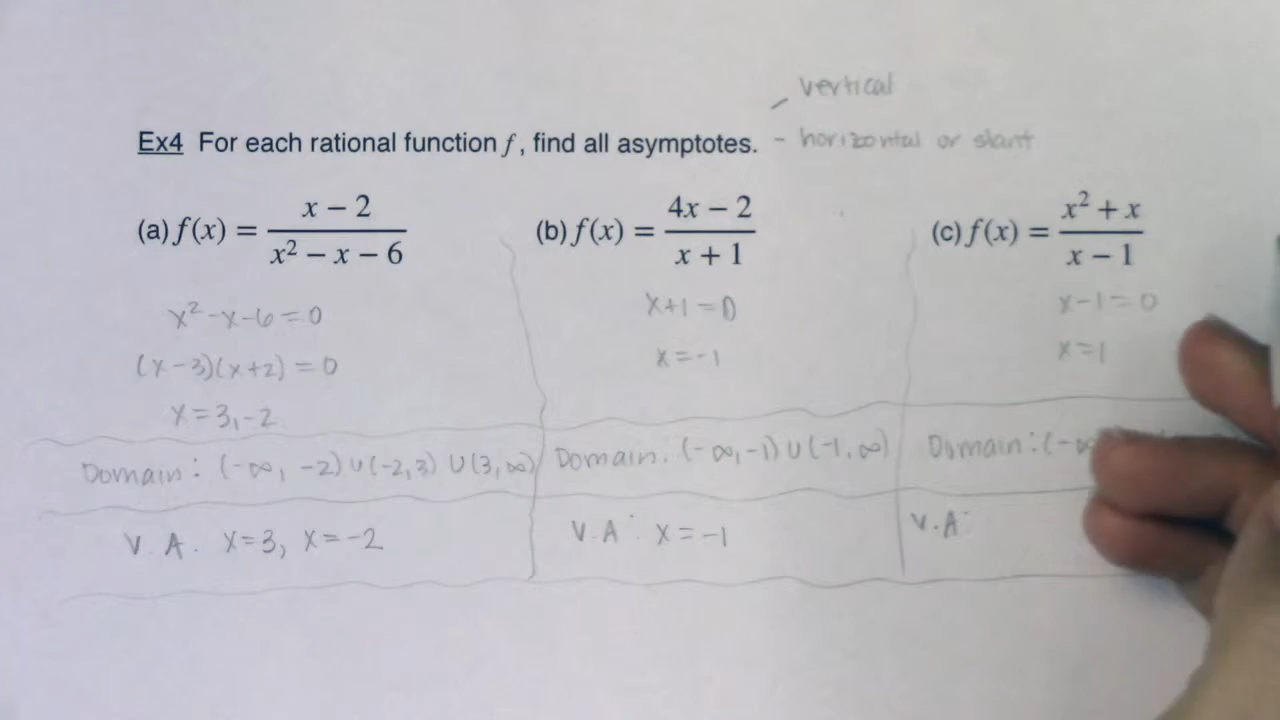 vertical
Ex4 For each rational function f, find all asymptotes. - horizontal or slant
(a) f(x) = (x − 2)/(x² − x − 6) (b) f(x) = (4x − 2)/(x + 1) (c) f(x) = (x² + x)/(x − 1)
x²-x-6=0 x+1=0 x-1=0
(x-3)(x+2)=0 x=-1 x=1
x=3,-2
Domain: (-∞, -2)∪(-2,3)∪(3,∞) Domain: (-∞,-1)∪(-1,∞) Domain: (-∞
V.A. x=3, x=-2 V.A: x=-1 V.A: